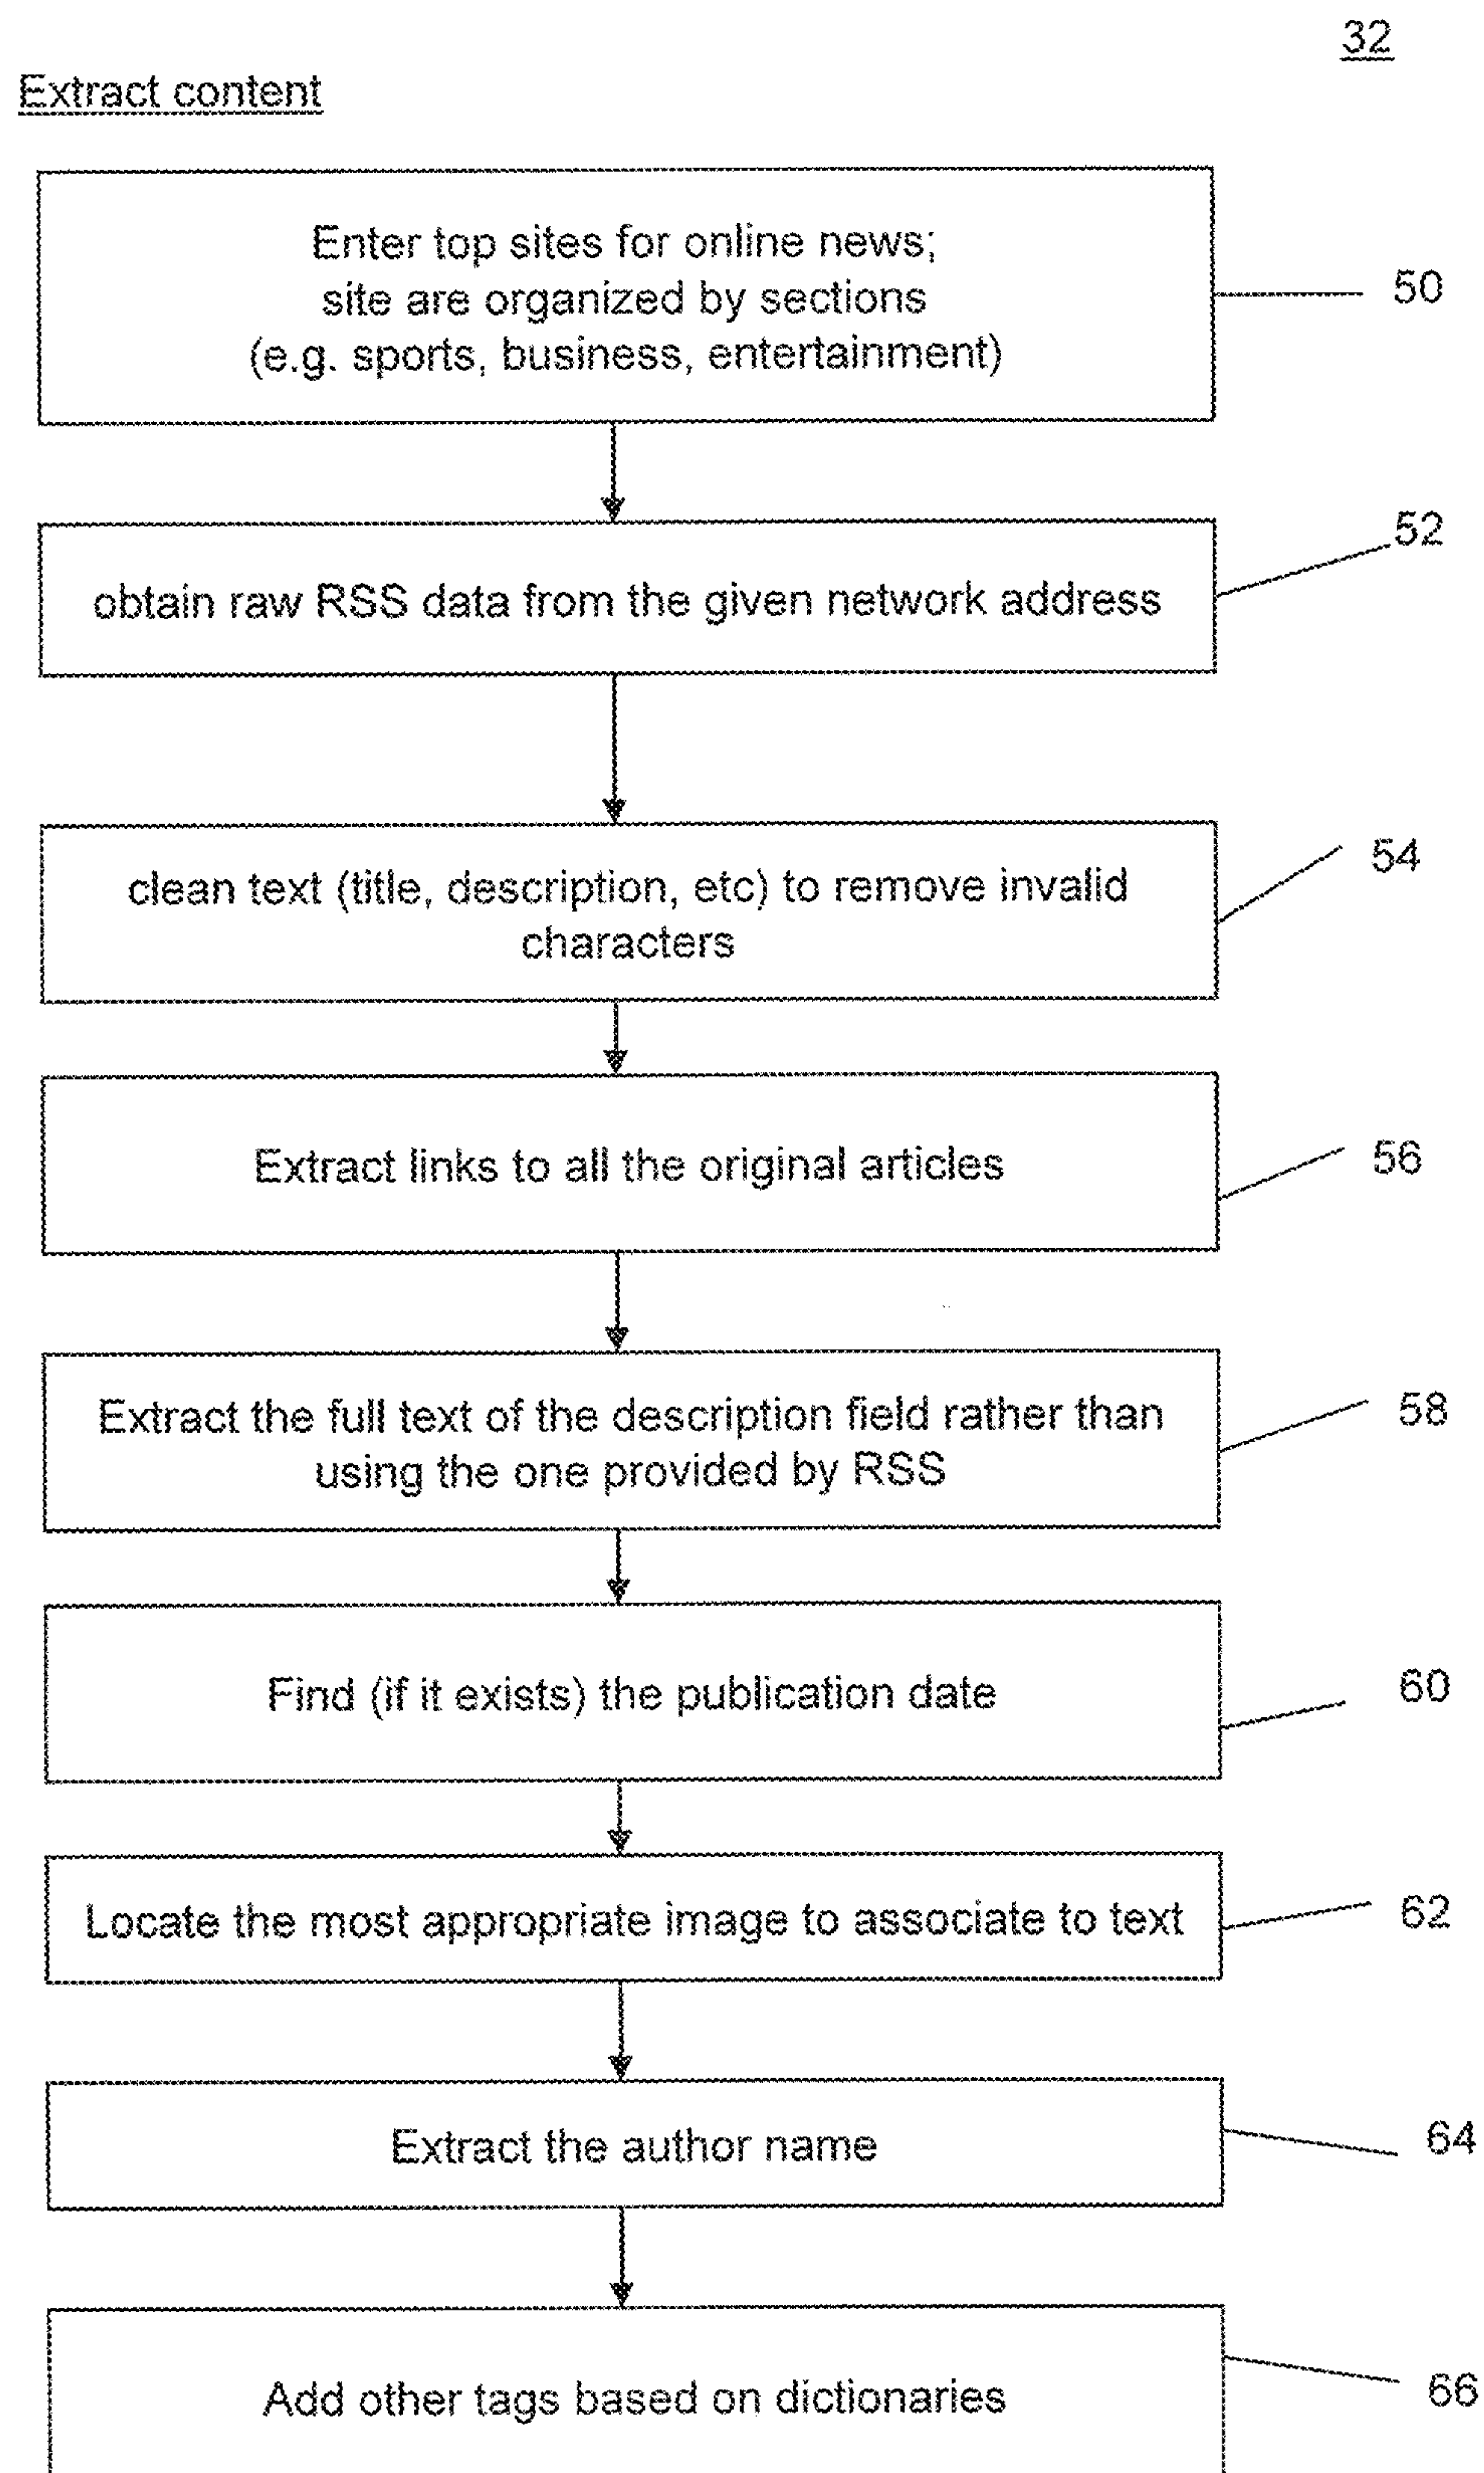 32
Extract content
Enter top sites for online news;
site are organized by sections
(e.g. sports, business, entertainment)
50
obtain raw RSS data from the given network address
52
clean text (title, description, etc) to remove invalid
characters
54
Extract links to all the original articles
56
Extract the full text of the description field rather than
using the one provided by RSS
58
Find (if it exists) the publication date
60
Locate the most appropriate image to associate to text
62
Extract the author name
64
Add other tags based on dictionaries
66